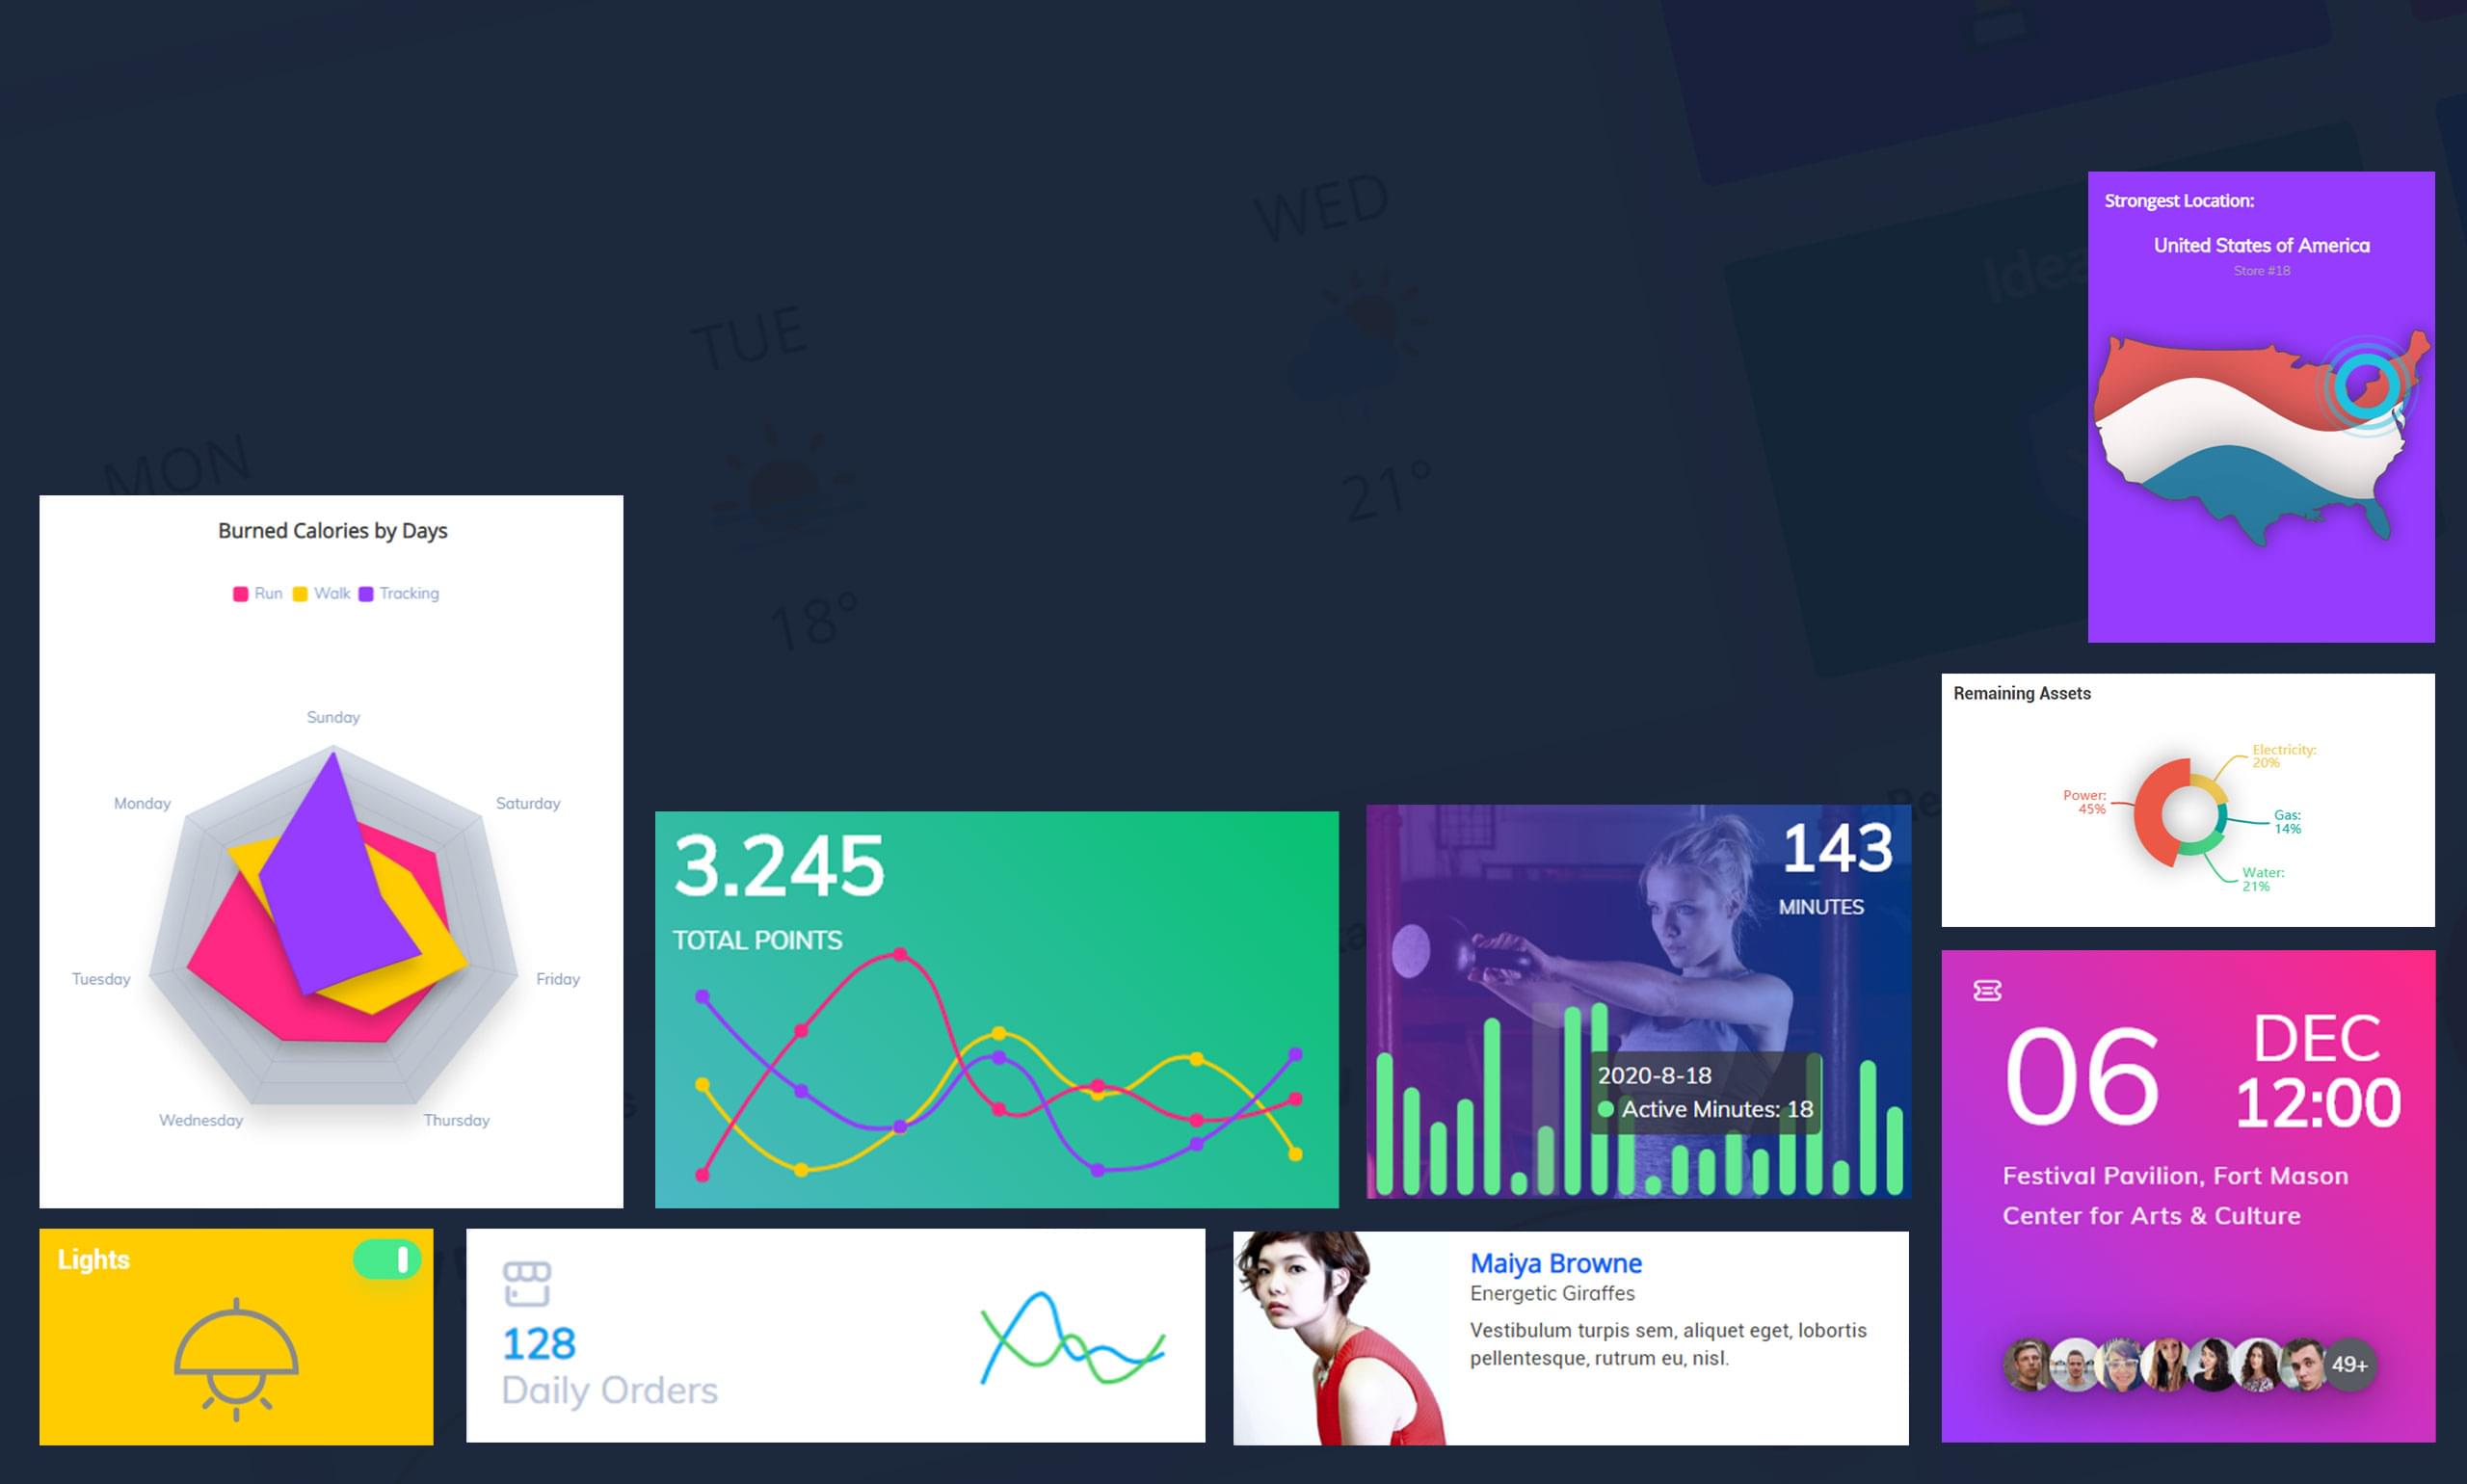 WED
TUE
MON
21°
18°
Idea
Strongest Location:
United States of America
Store #18
Burned Calories by Days
Run Walk Tracking
Sunday
Monday
Saturday
Tuesday
Friday
Wednesday
Thursday
3.245
TOTAL POINTS
143
MINUTES
2020-8-18
Active Minutes: 18
Remaining Assets
Electricity:
20%
Power:
45%
Gas:
14%
Water:
21%
06
DEC
12:00
Festival Pavilion, Fort Mason
Center for Arts & Culture
49+
Lights
128
Daily Orders
Maiya Browne
Energetic Giraffes
Vestibulum turpis sem, aliquet eget, lobortis
pellentesque, rutrum eu, nisl.